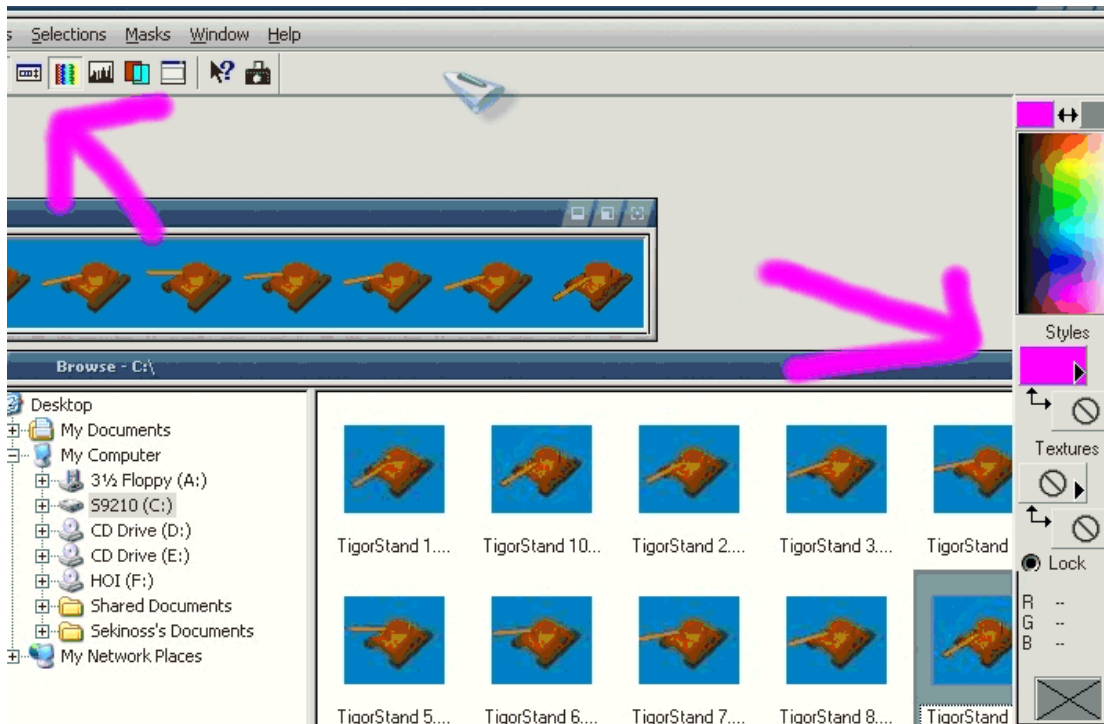 s Selections Masks Window Help
Styles
Browse - C:\
Desktop
My Documents
My Computer
3½ Floppy (A:)
S9210 (C:)
CD Drive (D:)
CD Drive (E:)
HOI (F:)
Shared Documents
Sekinoss's Documents
My Network Places
TigorStand 1.... TigorStand 10... TigorStand 2.... TigorStand 3.... TigorStand
TigorStand 5.... TigorStand 6.... TigorStand 7.... TigorStand 8.... TigorStand
Textures
Lock
R --
G --
B --